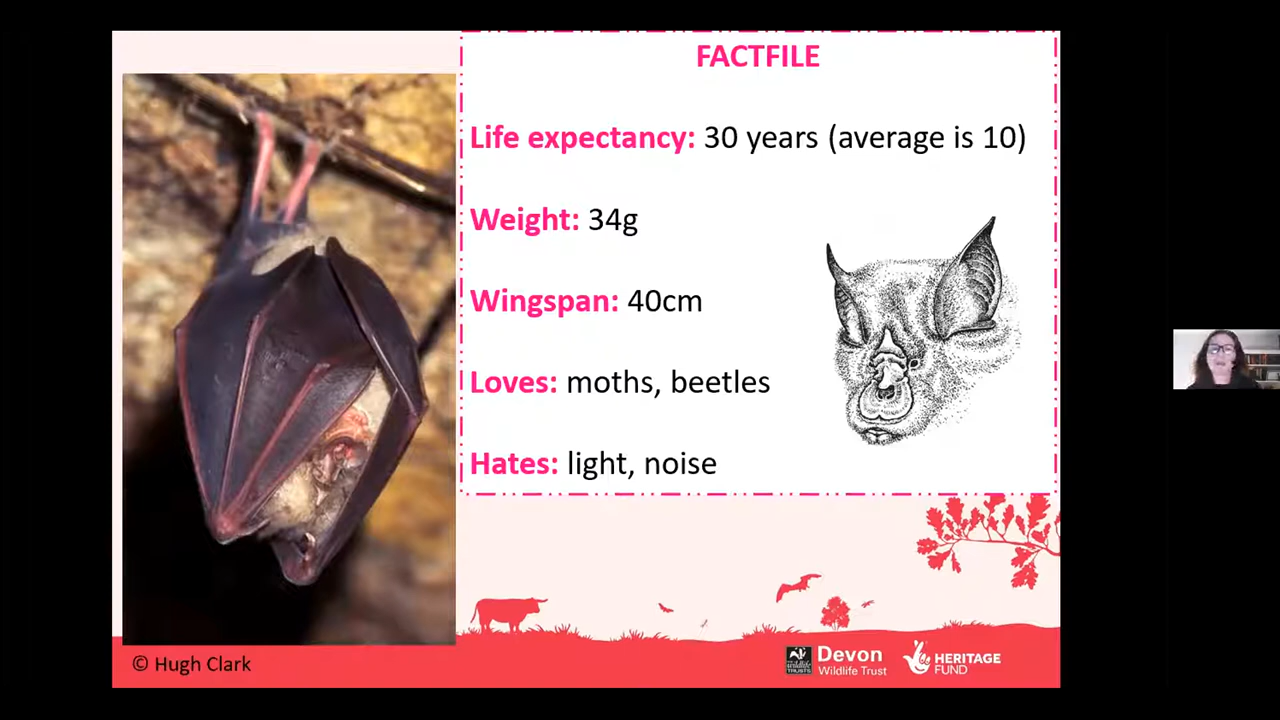 FACTFILE
Life expectancy: 30 years (average is 10)
Weight: 34g
Wingspan: 40cm
Loves: moths, beetles
Hates: light, noise
© Hugh Clark
Devon
Wildlife Trust
HERITAGE
FUND